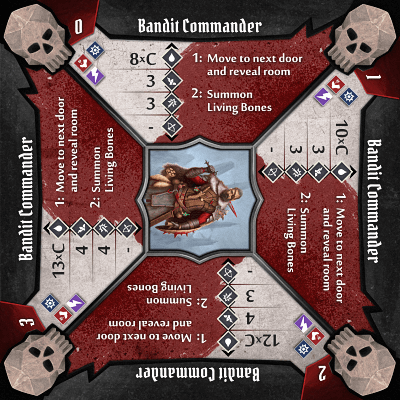 0
Bandit Commander
8×C
3
3
-
1: Move to next door
and reveal room
2: Summon
Living Bones
1
Bandit Commander
10×C
3
3
-
1: Move to next door
and reveal room
2: Summon
Living Bones
2
Bandit Commander
12×C
4
3
-
1: Move to next door
and reveal room
2: Summon
Living Bones
3
Bandit Commander
13×C
4
4
-
1: Move to next door
and reveal room
2: Summon
Living Bones